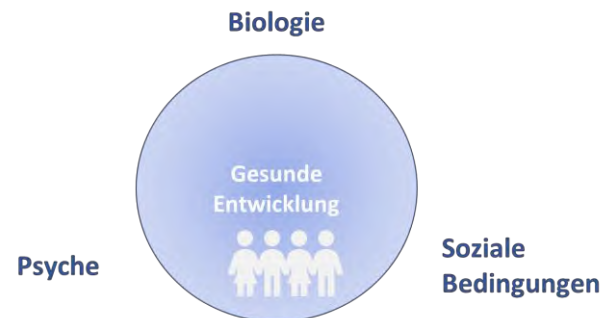 Biologie
Gesunde
Entwicklung
Psyche
Soziale
Bedingungen